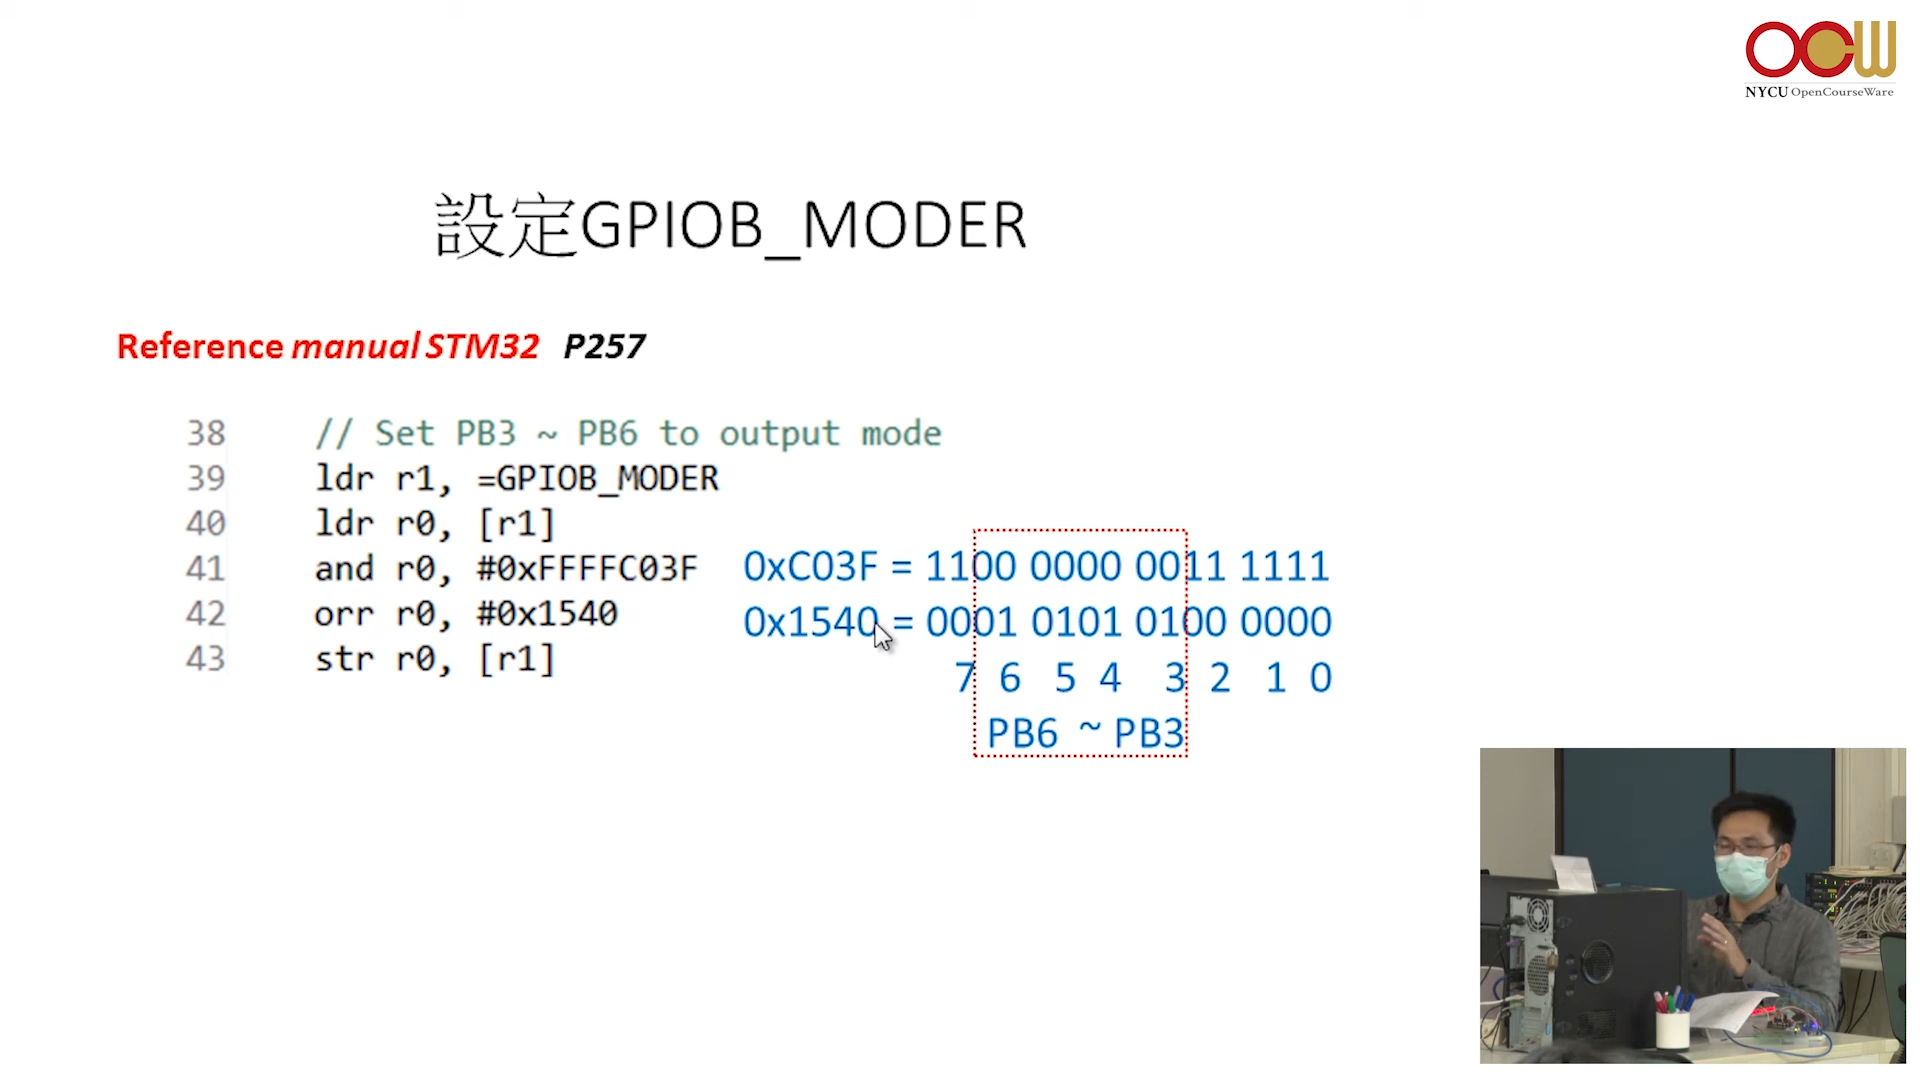 OCW
NYCU OpenCourseWare
設定GPIOB_MODER
Reference manual STM32 P257
38 // Set PB3 ~ PB6 to output mode
39 ldr r1, =GPIOB_MODER
40 ldr r0, [r1]
41 and r0, #0xFFFFC03F 0xC03F = 1100 0000 0011 1111
42 orr r0, #0x1540 0x1540 = 0001 0101 0100 0000
43 str r0, [r1] 7 6 5 4 3 2 1 0
PB6 ~ PB3